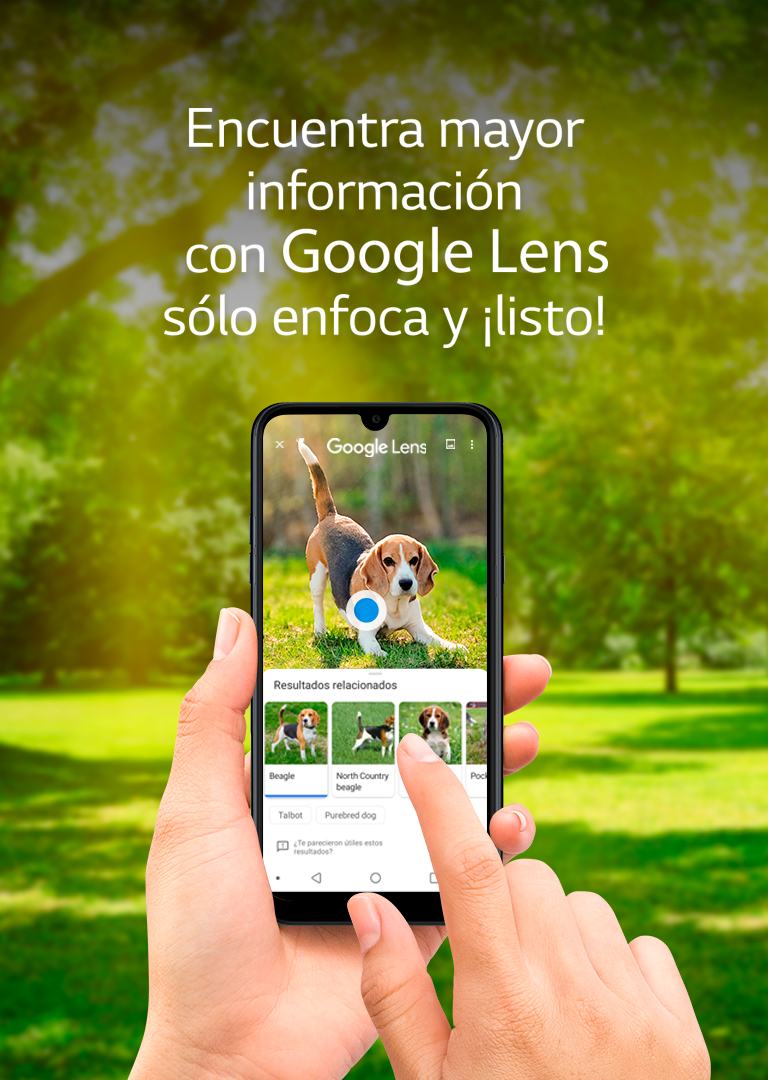 Encuentra mayor
información
con Google Lens
sólo enfoca y ¡listo!
Google Lens
Resultados relacionados
Beagle
North Country
beagle
Talbot
Purebred dog
¿Te parecieron útiles estos
resultados?